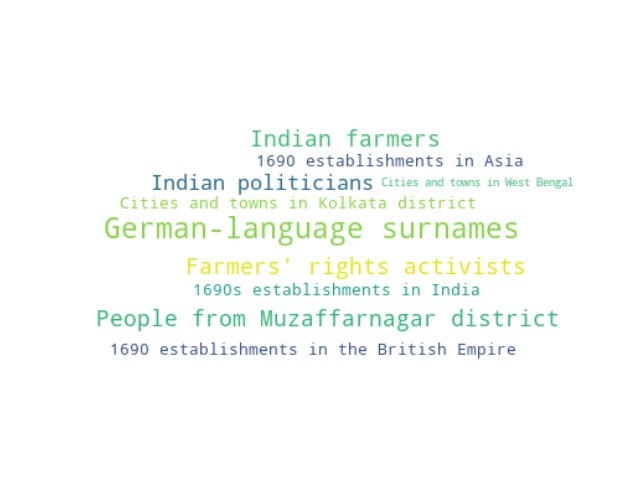 Indian farmers
1690 establishments in Asia
Indian politicians Cities and towns in West Bengal
Cities and towns in Kolkata district
German-language surnames
Farmers' rights activists
1690s establishments in India
People from Muzaffarnagar district
1690 establishments in the British Empire